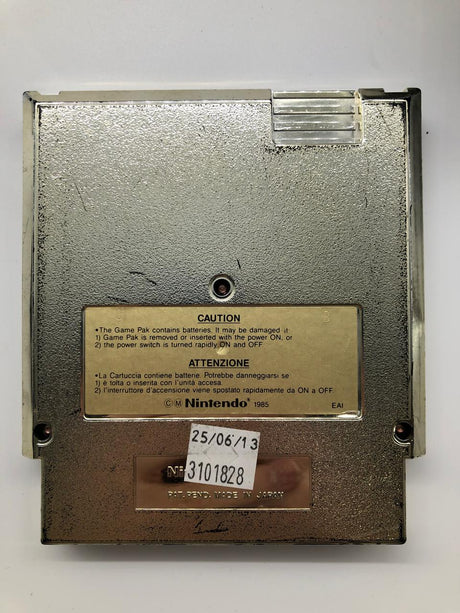 CAUTION
•The Game Pak contains batteries. It may be damaged if
1) Game Pak is removed or inserted with the power ON, or
2) the power switch is turned rapidly ON and OFF
ATTENZIONE
•La Cartuccia contiene batterie. Potrebbe danneggiarsi se
1) è tolta o inserita con l'unità accesa.
2) l'interruttore d'accensione viene spostato rapidamente da ON a OFF.
© M Nintendo® 1985 EAI
25/06/13
3101828
PAT. PEND. MADE IN JAPAN